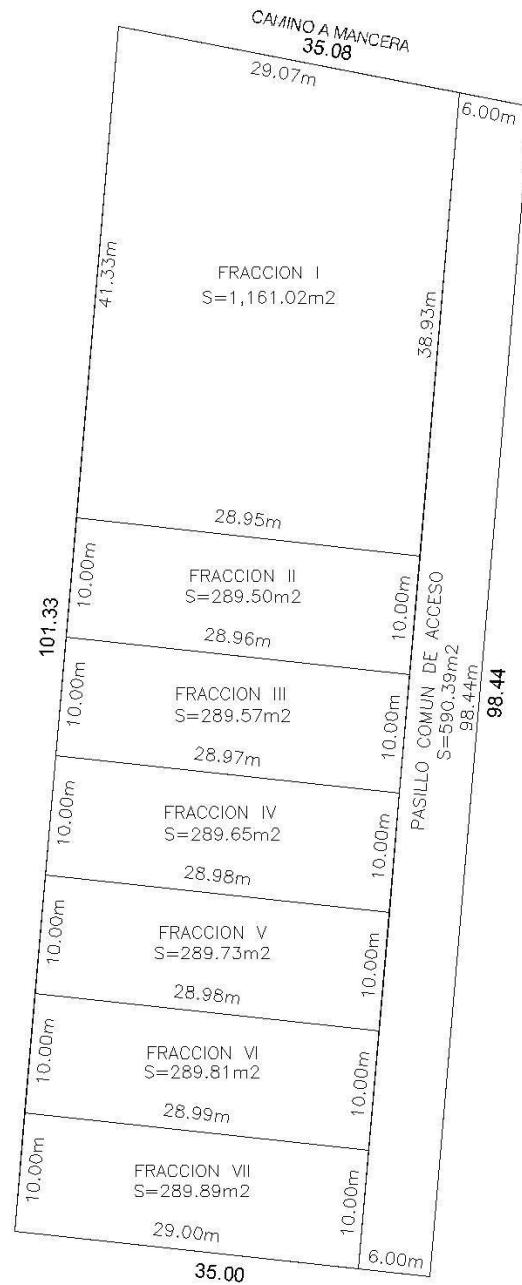 CAMINO A MANCERA
35.08
29.07m
6.00m
41.33m
FRACCION I
S=1,161.02m2
38.93m
28.95m
10.00m
FRACCION II
S=289.50m2
10.00m
28.96m
101.33
10.00m
FRACCION III
S=289.57m2
10.00m
28.97m
PASILLO COMUN DE ACCESO
S=590.39m2
98.44m
98.44
10.00m
FRACCION IV
S=289.65m2
10.00m
28.98m
10.00m
FRACCION V
S=289.73m2
10.00m
28.98m
10.00m
FRACCION VI
S=289.81m2
10.00m
28.99m
10.00m
FRACCION VII
S=289.89m2
10.00m
29.00m
6.00m
35.00